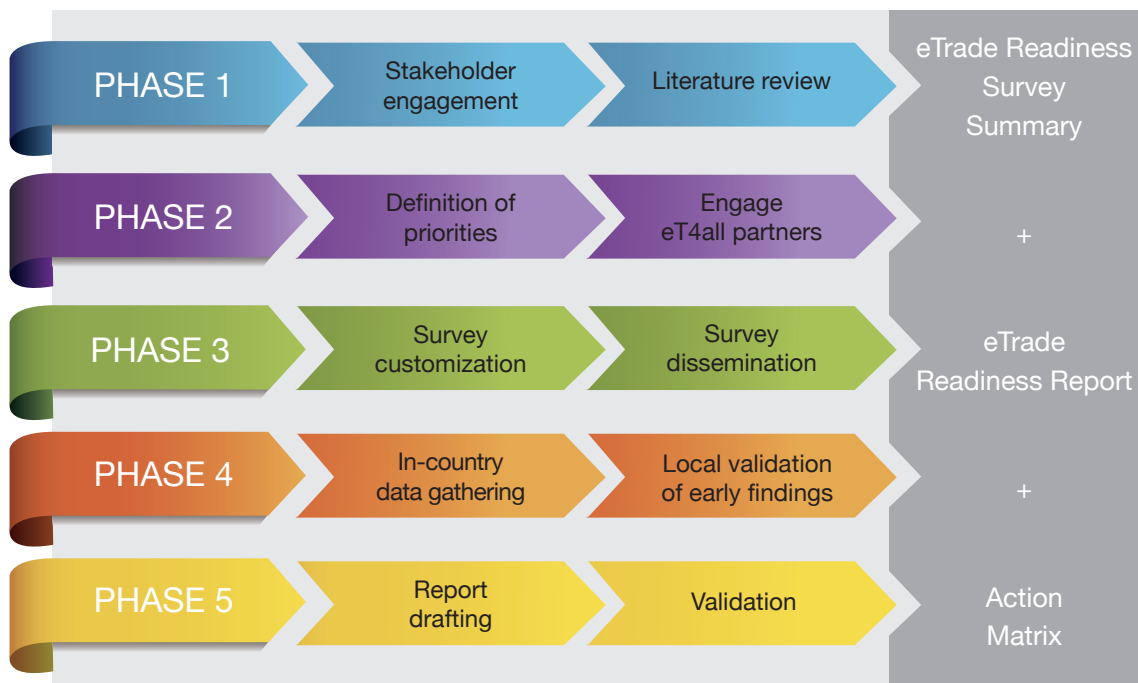 PHASE 1
Stakeholder
engagement
Literature review
PHASE 2
Definition of
priorities
Engage
eT4all partners
PHASE 3
Survey
customization
Survey
dissemination
PHASE 4
In-country
data gathering
Local validation
of early findings
PHASE 5
Report
drafting
Validation
eTrade Readiness
Survey
Summary
+
eTrade
Readiness Report
+
Action
Matrix